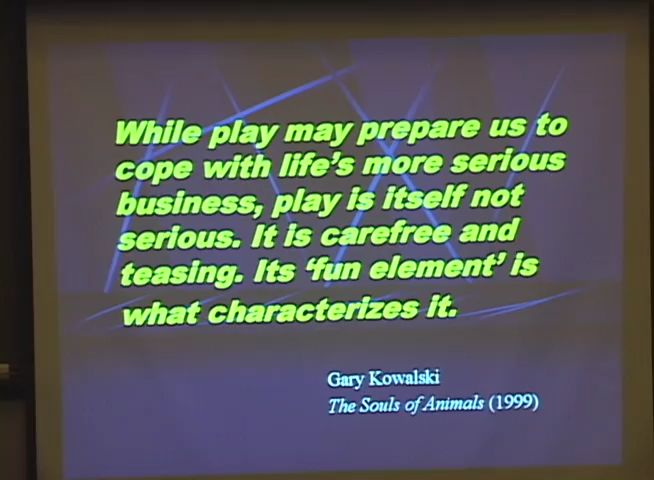 While play may prepare us to
cope with life's more serious
business, play is itself not
serious. It is carefree and
teasing. Its 'fun element' is
what characterizes it.
Gary Kowalski
The Souls of Animals (1999)